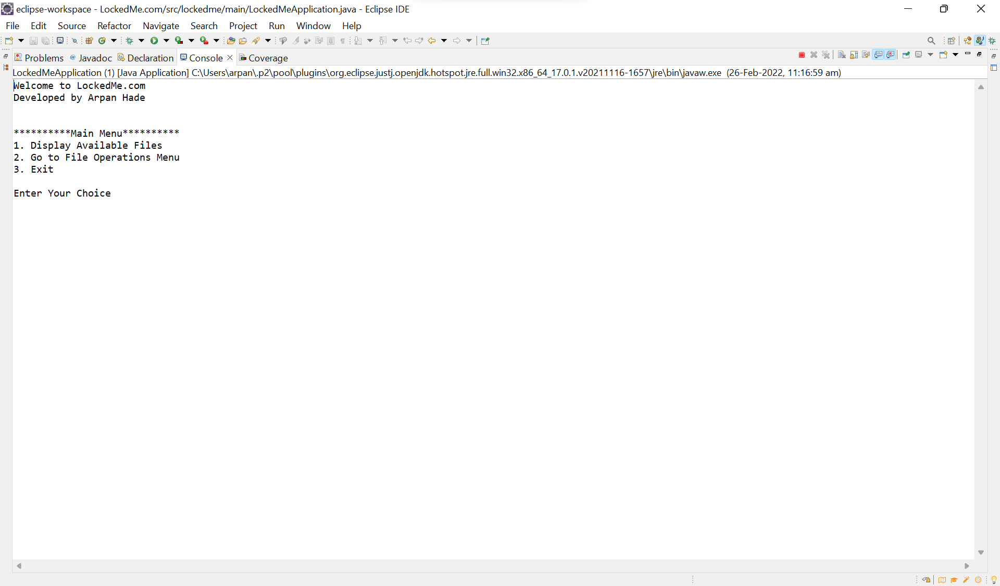 eclipse-workspace - LockedMe.com/src/lockedme/main/LockedMeApplication.java - Eclipse IDE
File Edit Source Refactor Navigate Search Project Run Window Help
Problems @ Javadoc Declaration Console Coverage
LockedMeApplication (1) [Java Application] C:\Users\arpan\.p2\pool\plugins\org.eclipse.justj.openjdk.hotspot.jre.full.win32.x86_64_17.0.1.v20211116-1657\jre\bin\javaw.exe (26-Feb-2022, 11:16:59 am)
Welcome to LockedMe.com
Developed by Arpan Hade
**********Main Menu**********
1. Display Available Files
2. Go to File Operations Menu
3. Exit
Enter Your Choice